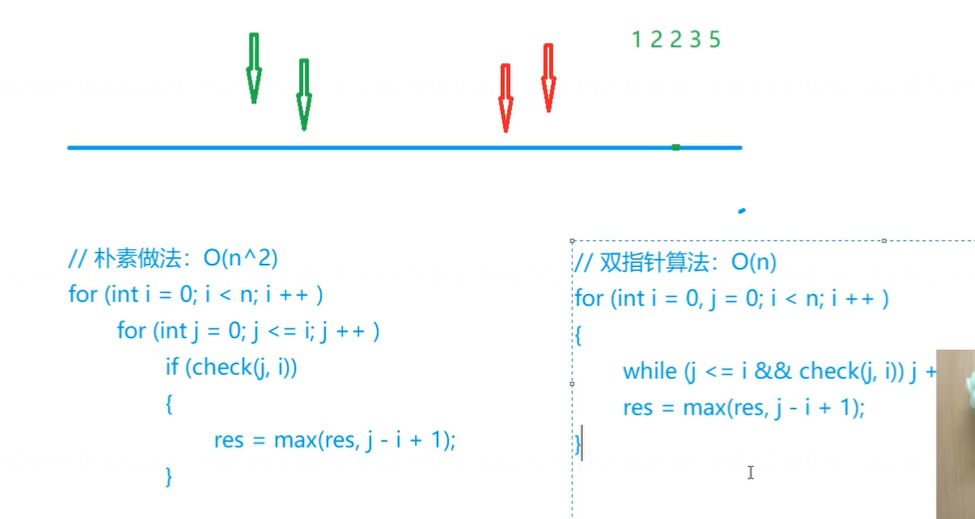 1 2 2 3 5
// 朴素做法：O(n^2)
for (int i = 0; i < n; i ++ )
for (int j = 0; j <= i; j ++ )
if (check(j, i))
{
res = max(res, j - i + 1);
}
// 双指针算法：O(n)
for (int i = 0, j = 0; i < n; i ++ )
{
while (j <= i && check(j, i)) j +
res = max(res, j - i + 1);
}